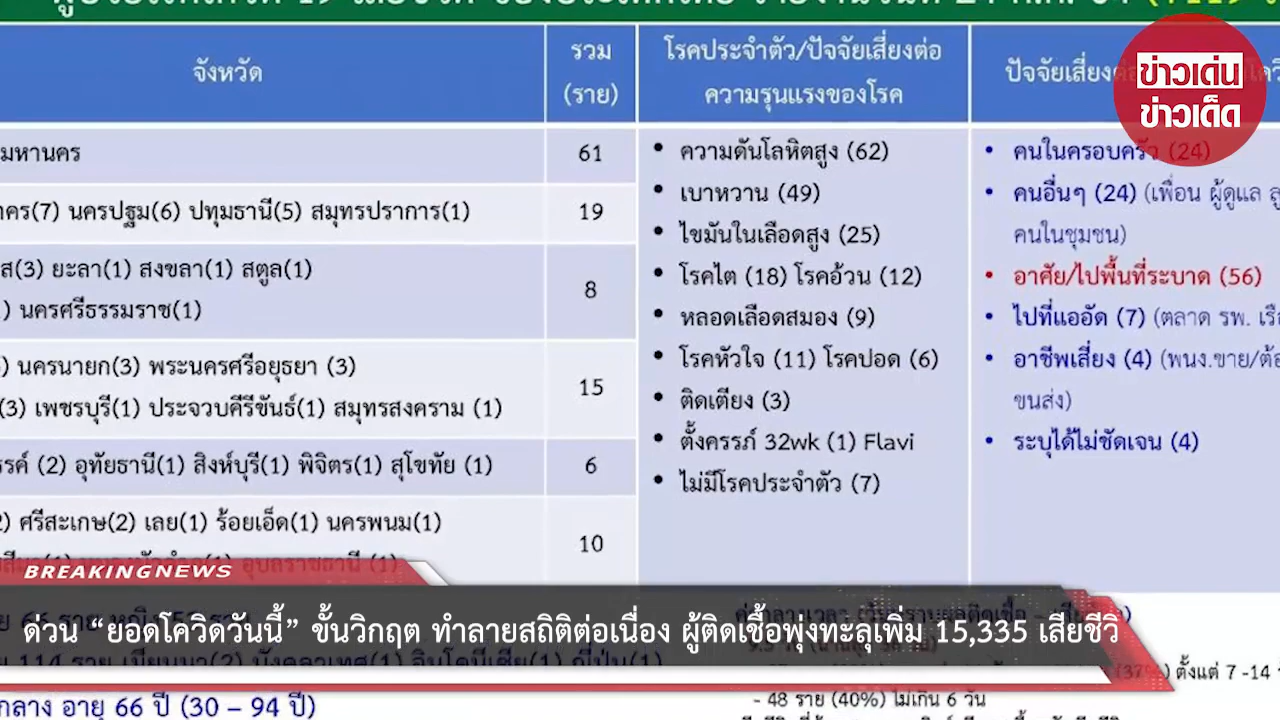 จังหวัด
รวม
(ราย)
โรคประจำตัว/ปัจจัยเสี่ยงต่อ
ความรุนแรงของโรค
ข่าวเด่น
ข่าวเด็ด
มหานคร
61
นครปฐม(6) ปทุมธานี(5) สมุทรปราการ(1)
19
ยะลา(1) สงขลา(1) สตูล(1)
นครศรีธรรมราช(1)
8
นครนายก(3) พระนครศรีอยุธยา (3)
(3) เพชรบุรี(1) ประจวบคีรีขันธ์(1) สมุทรสงคราม (1)
15
(2) อุทัยธานี(1) สิงห์บุรี(1) พิจิตร(1) สุโขทัย (1)
6
ศรีสะเกษ(2) เลย(1) ร้อยเอ็ด(1) นครพนม(1)
อุบลราชธานี (1)
10
• ความดันโลหิตสูง (62)
• เบาหวาน (49)
• ไขมันในเลือดสูง (25)
• โรคไต (18) โรคอ้วน (12)
• หลอดเลือดสมอง (9)
• โรคหัวใจ (11) โรคปอด (6)
• ติดเตียง (3)
• ตั้งครรภ์ 32wk (1) Flavi
• ไม่มีโรคประจำตัว (7)
• คนในครอบครัว (24)
• คนอื่นๆ (24) (เพื่อน ผู้ดูแล
คนในชุมชน)
• อาศัย/ไปพื้นที่ระบาด (56)
• ไปที่แออัด (7) (ตลาด รพ.
• อาชีพเสี่ยง (4) (พนง.ขาย/
ขนส่ง)
• ระบุได้ไม่ชัดเจน (4)
BREAKING NEWS
ด่วน “ยอดโควิดวันนี้” ขั้นวิกฤต ทำลายสถิติต่อเนื่อง ผู้ติดเชื้อพุ่งทะลุเพิ่ม 15,335 เสียชีวิ
(37%) ตั้งแต่ 7 -14
- 48 ราย (40%) ไม่เกิน 6 วัน
อายุ 66 ปี (30 – 94 ปี)